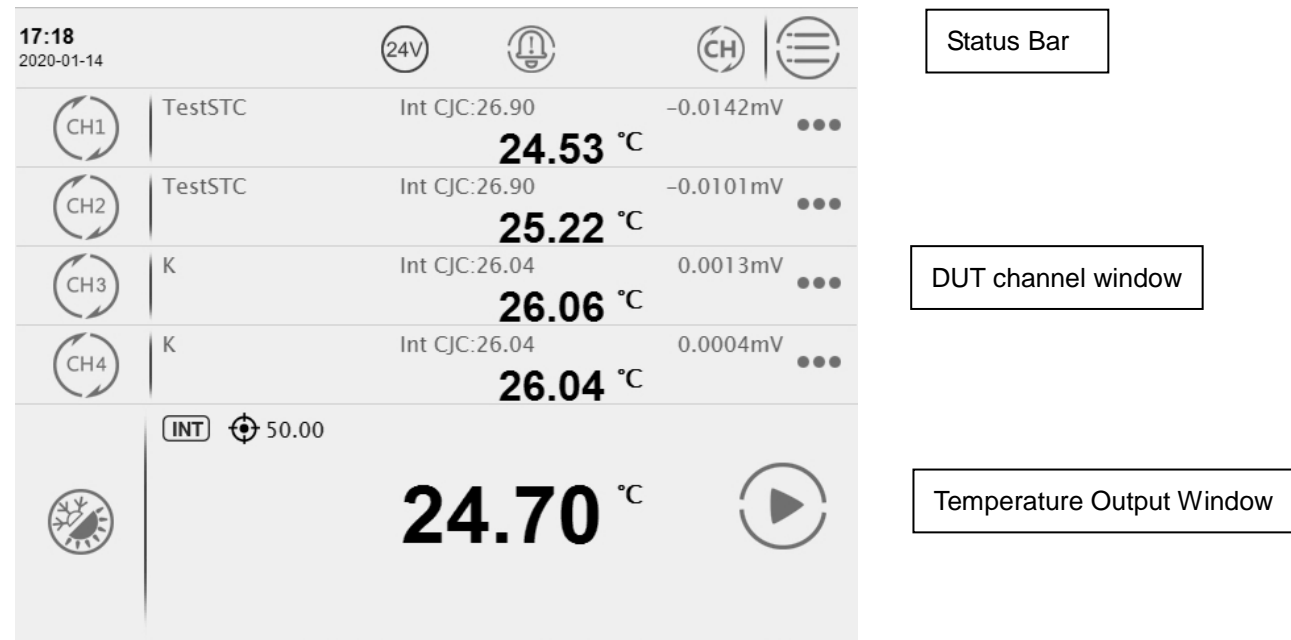 17:18
2020-01-14
24V
CH
Status Bar
CH1
TestSTC
Int CJC:26.90
-0.0142mV
24.53 °C
CH2
TestSTC
Int CJC:26.90
-0.0101mV
25.22 °C
CH3
K
Int CJC:26.04
0.0013mV
26.06 °C
DUT channel window
CH4
K
Int CJC:26.04
0.0004mV
26.04 °C
INT
50.00
24.70 °C
Temperature Output Window